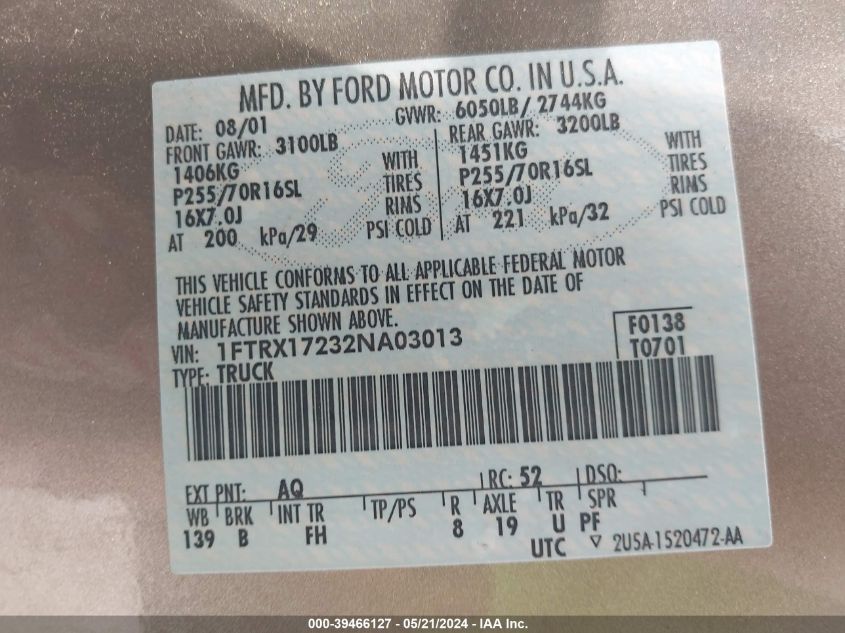 MFD. BY FORD MOTOR CO. IN U.S.A.
DATE: 08/01 GVWR: 6050LB/ 2744KG
FRONT GAWR: 3100LB REAR GAWR: 3200LB
1406KG WITH 1451KG WITH
P255/70R16SL TIRES P255/70R16SL TIRES
16X7.0J RIMS 16X7.0J RIMS
AT 200 kPa/29 PSI COLD AT 221 kPa/32 PSI COLD
THIS VEHICLE CONFORMS TO ALL APPLICABLE FEDERAL MOTOR
VEHICLE SAFETY STANDARDS IN EFFECT ON THE DATE OF
MANUFACTURE SHOWN ABOVE.
VIN: 1FTRX17232NA03013 F0138
TYPE: TRUCK T0701
EXT PNT: AQ RC: 52 DSO:
WB BRK INT TR TP/PS R AXLE TR SPR
139 B FH 8 19 U PF
UTC 2U5A-1520472-AA
000-39466127 - 05/21/2024 - IAA Inc.